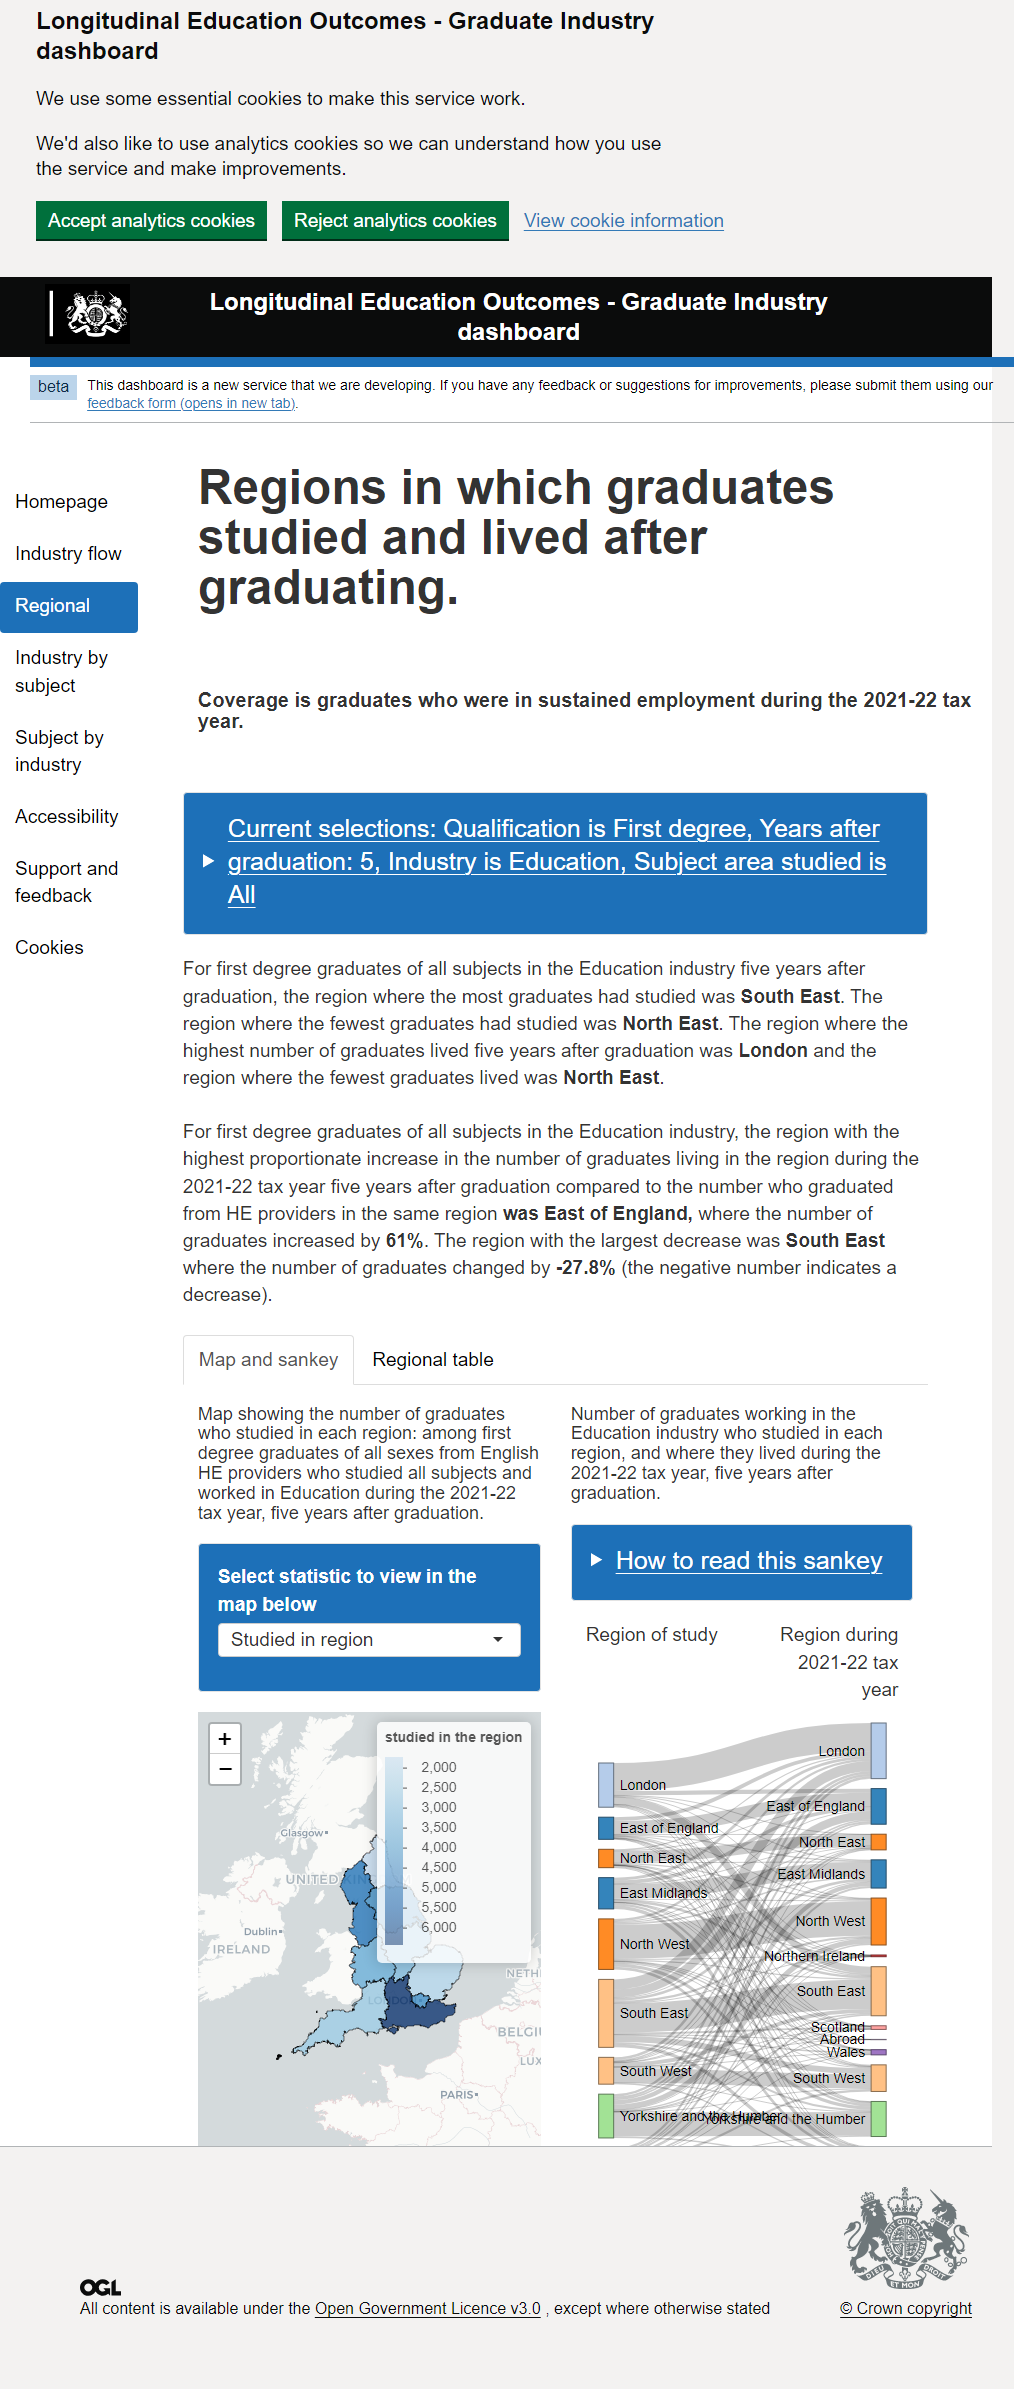 Longitudinal Education Outcomes - Graduate Industry
dashboard
We use some essential cookies to make this service work.
We'd also like to use analytics cookies so we can understand how you use
the service and make improvements.
Accept analytics cookies
Reject analytics cookies
View cookie information
Longitudinal Education Outcomes - Graduate Industry
dashboard
beta
This dashboard is a new service that we are developing. If you have any feedback or suggestions for improvements, please submit them using our
feedback form (opens in new tab).
Homepage
Industry flow
Regional
Industry by
subject
Subject by
industry
Accessibility
Support and
feedback
Cookies
Regions in which graduates
studied and lived after
graduating.
Coverage is graduates who were in sustained employment during the 2021-22 tax
year.
Current selections: Qualification is First degree, Years after
graduation: 5, Industry is Education, Subject area studied is
All
For first degree graduates of all subjects in the Education industry five years after
graduation, the region where the most graduates had studied was South East. The
region where the fewest graduates had studied was North East. The region where the
highest number of graduates lived five years after graduation was London and the
region where the fewest graduates lived was North East.
For first degree graduates of all subjects in the Education industry, the region with the
highest proportionate increase in the number of graduates living in the region during the
2021-22 tax year five years after graduation compared to the number who graduated
from HE providers in the same region was East of England, where the number of
graduates increased by 61%. The region with the largest decrease was South East
where the number of graduates changed by -27.8% (the negative number indicates a
decrease).
Map and sankey
Regional table
Map showing the number of graduates
who studied in each region: among first
degree graduates of all sexes from English
HE providers who studied all subjects and
worked in Education during the 2021-22
tax year, five years after graduation.
Select statistic to view in the
map below
Studied in region
+
−
studied in the region
2,000
2,500
3,000
3,500
4,000
4,500
5,000
5,500
6,000
Glasgow
UNITED KIN
Dublin
IRELAND
NETH
LONDON
BELGI
LUX
PARIS
Number of graduates working in the
Education industry who studied in each
region, and where they lived during the
2021-22 tax year, five years after
graduation.
How to read this sankey
Region of study
Region during
2021-22 tax
year
London
East of England
North East
East Midlands
North West
South East
South West
Yorkshire and the Humber
London
East of England
North East
East Midlands
North West
Northern Ireland
South East
Scotland
Abroad
Wales
South West
Yorkshire and the Humber
OGL
All content is available under the Open Government Licence v3.0 , except where otherwise stated
DIEU ET MON DROIT
© Crown copyright